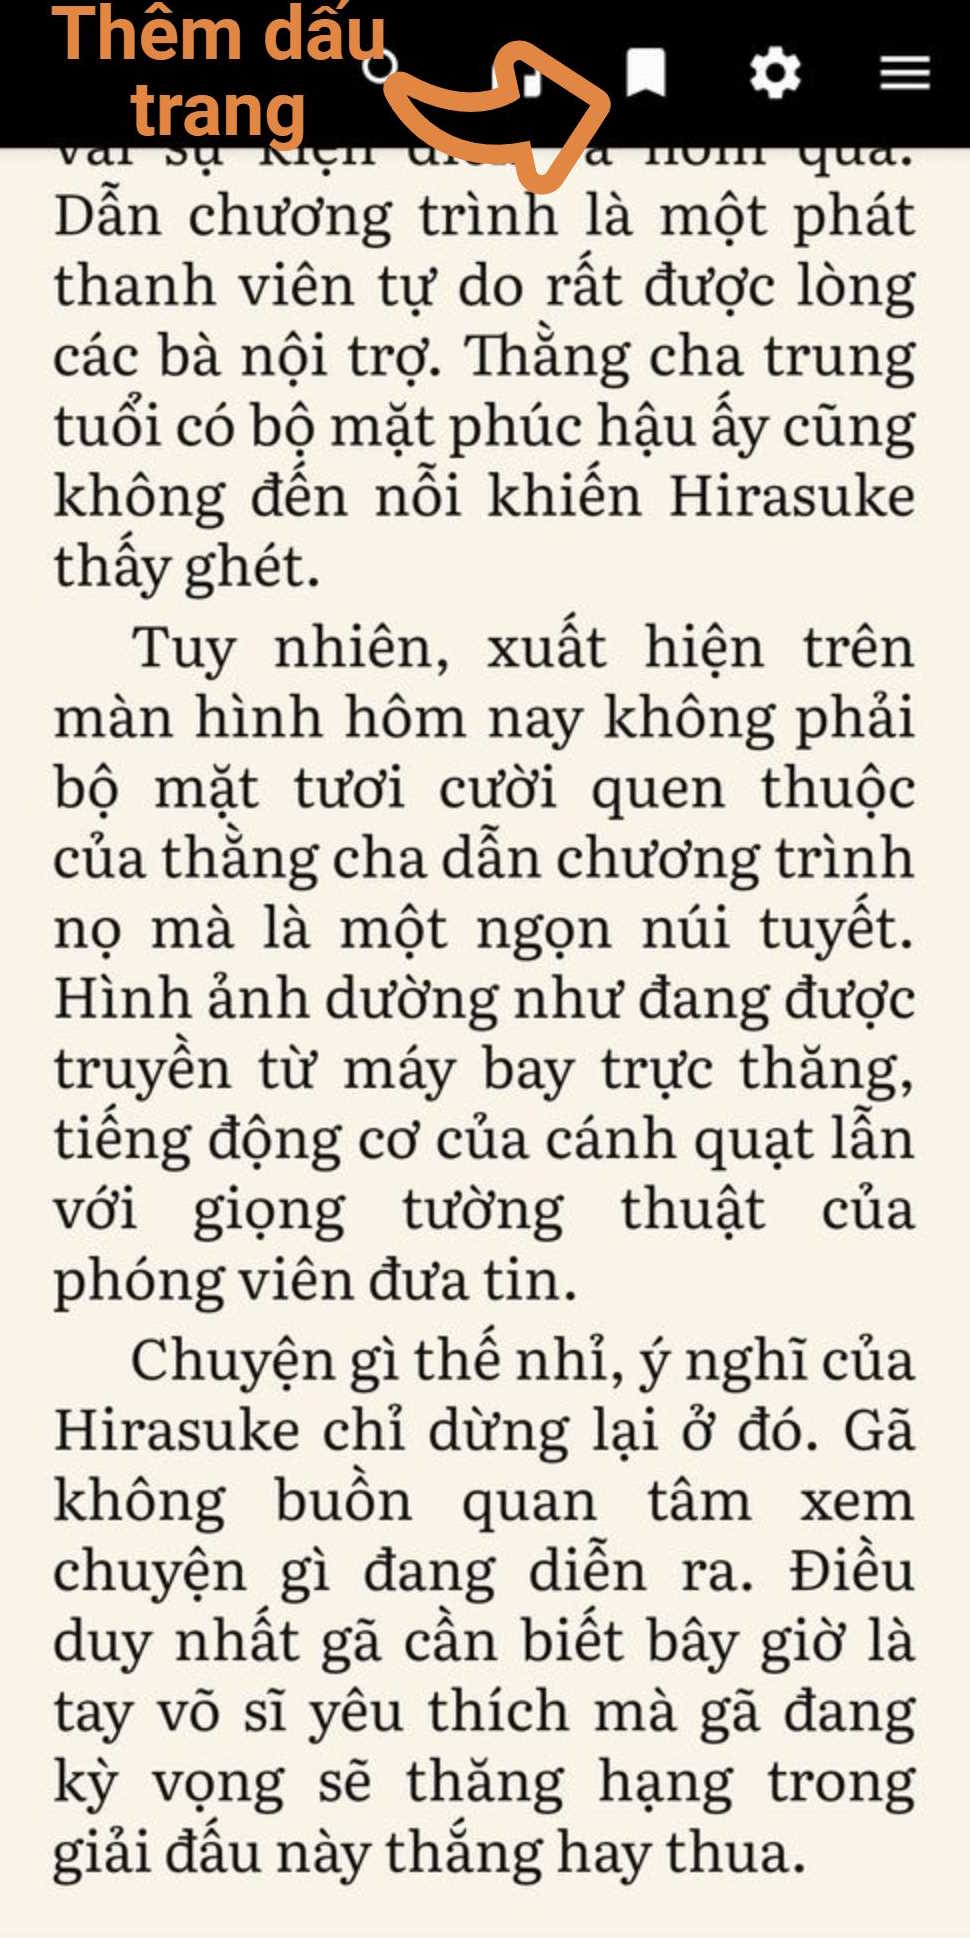 Thêm dấu
trang
vài sự kiện hôm qua.
Dẫn chương trình là một phát
thanh viên tự do rất được lòng
các bà nội trợ. Thằng cha trung
tuổi có bộ mặt phúc hậu ấy cũng
không đến nỗi khiến Hirasuke
thấy ghét.
Tuy nhiên, xuất hiện trên
màn hình hôm nay không phải
bộ mặt tươi cười quen thuộc
của thằng cha dẫn chương trình
nọ mà là một ngọn núi tuyết.
Hình ảnh dường như đang được
truyền từ máy bay trực thăng,
tiếng động cơ của cánh quạt lẫn
với giọng tường thuật của
phóng viên đưa tin.
Chuyện gì thế nhỉ, ý nghĩ của
Hirasuke chỉ dừng lại ở đó. Gã
không buồn quan tâm xem
chuyện gì đang diễn ra. Điều
duy nhất gã cần biết bây giờ là
tay võ sĩ yêu thích mà gã đang
kỳ vọng sẽ thăng hạng trong
giải đấu này thắng hay thua.